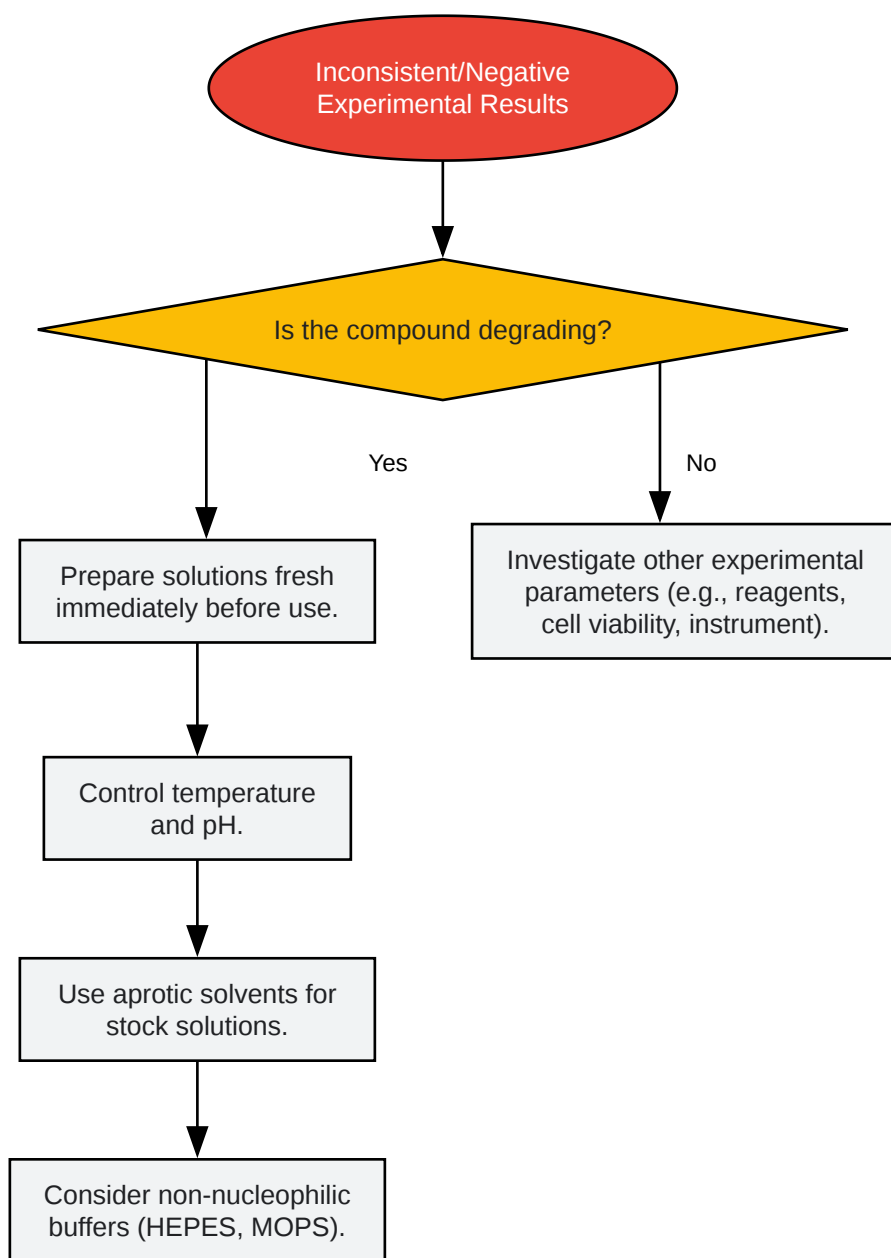 Inconsistent/Negative
Experimental Results
Is the compound degrading?
Yes
No
Prepare solutions fresh
immediately before use.
Investigate other experimental
parameters (e.g., reagents,
cell viability, instrument).
Control temperature
and pH.
Use aprotic solvents for
stock solutions.
Consider non-nucleophilic
buffers (HEPES, MOPS).